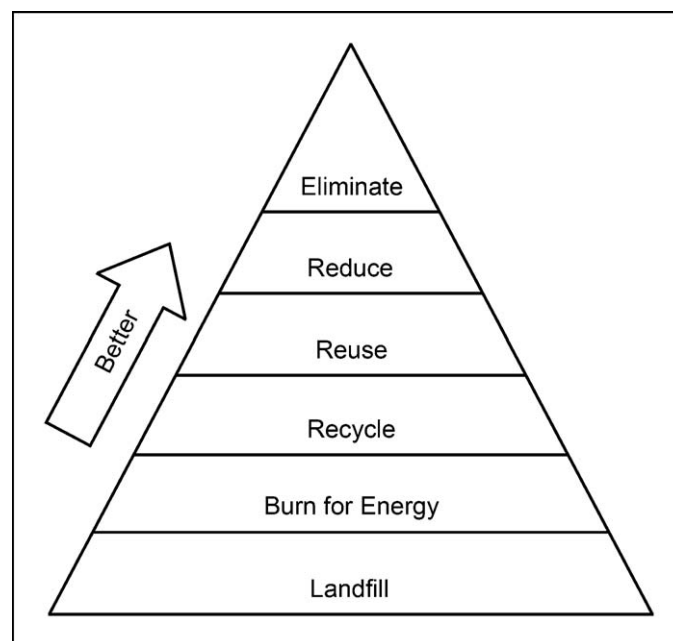 Eliminate
Reduce
Reuse
Recycle
Burn for Energy
Landfill
Better